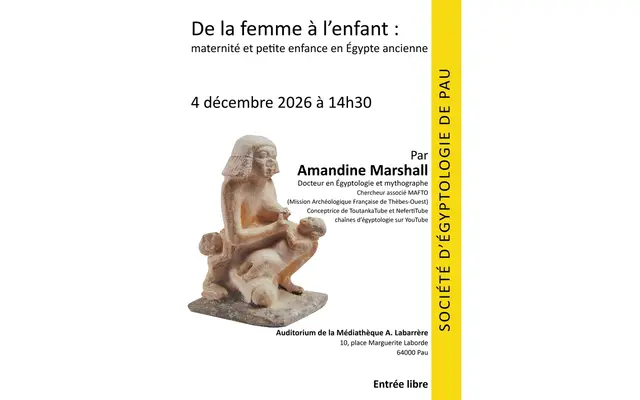 De la femme à l’enfant :
maternité et petite enfance en Égypte ancienne
4 décembre 2026 à 14h30
Par
Amandine Marshall
Docteur en Égyptologie et mythographe
Chercheur associé MAFTO
(Mission Archéologique Française de Thèbes-Ouest)
Conceptrice de ToutankaTube et NefertiTube
chaînes d’égyptologie sur YouTube
Auditorium de la Médiathèque A. Labarrère
10, place Marguerite Laborde
64000 Pau
Entrée libre
SOCIÉTÉ D’ÉGYPTOLOGIE DE PAU